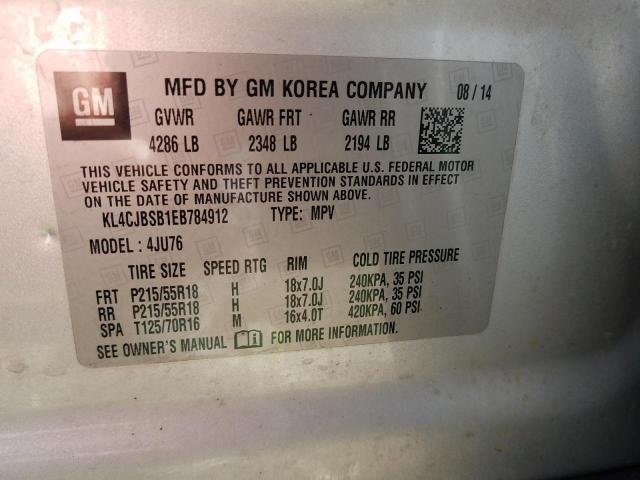 GM
MFD BY GM KOREA COMPANY 08 / 14
GVWR GAWR FRT GAWR RR
4286 LB 2348 LB 2194 LB
THIS VEHICLE CONFORMS TO ALL APPLICABLE U.S. FEDERAL MOTOR
VEHICLE SAFETY AND THEFT PREVENTION STANDARDS IN EFFECT
ON THE DATE OF MANUFACTURE SHOWN ABOVE.
KL4CJBSB1EB784912 TYPE: MPV
MODEL : 4JU76
TIRE SIZE SPEED RTG RIM COLD TIRE PRESSURE
FRT P215/55R18 H 18x7.0J 240KPA, 35 PSI
RR P215/55R18 H 18x7.0J 240KPA, 35 PSI
SPA T125/70R16 M 16x4.0T 420KPA, 60 PSI
SEE OWNER'S MANUAL FOR MORE INFORMATION.